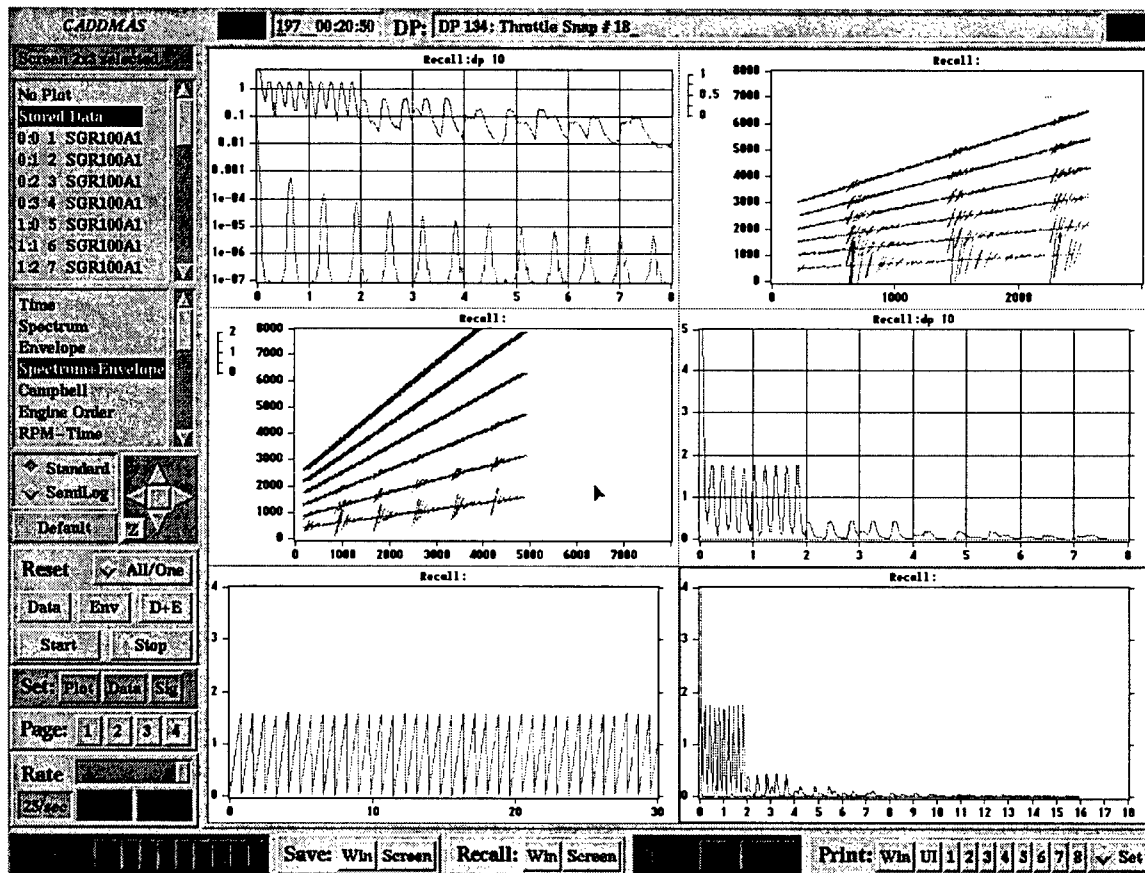 CADDMAS
197 00:20:50 DP: DP 134: Throttle Snap # 18
Screen 2x3 selected
No Plot
Stored Data
0:0 1 SGR100A1
0:1 2 SGR100A1
0:2 3 SGR100A1
0:3 4 SGR100A1
1:0 5 SGR100A1
1:1 6 SGR100A1
1:2 7 SGR100A1
Time
Spectrum
Envelope
Spectrum+Envelope
Campbell
Engine Order
RPM-Time
Standard
SemiLog
Default
Z
Reset All/One
Data Env D+E
Start Stop
Set: Plot Data Sig
Page: 1 2 3 4
Rate
25/sec
Recall:dp 10
1
0.1
0.01
0.001
1e-04
1e-05
1e-06
1e-07
0 1 2 3 4 5 6 7 8
Recall:
1
0.5
0
8000
7000
6000
5000
4000
3000
2000
1000
0
1000 2000
Recall:
2
1
0
8000
7000
6000
5000
4000
3000
2000
1000
0
0 1000 2000 3000 4000 5000 6000 7000
Recall:dp 10
5
4
3
2
1
0
0 1 2 3 4 5 6 7 8
Recall:
4
3
2
1
0
0 10 20 30
Recall:
4
3
2
1
0
0 1 2 3 4 5 6 7 8 9 10 11 12 13 14 15 16 17 18
Save: Win Screen Recall: Win Screen Print: Win UI 1 2 3 4 5 6 7 8 Set